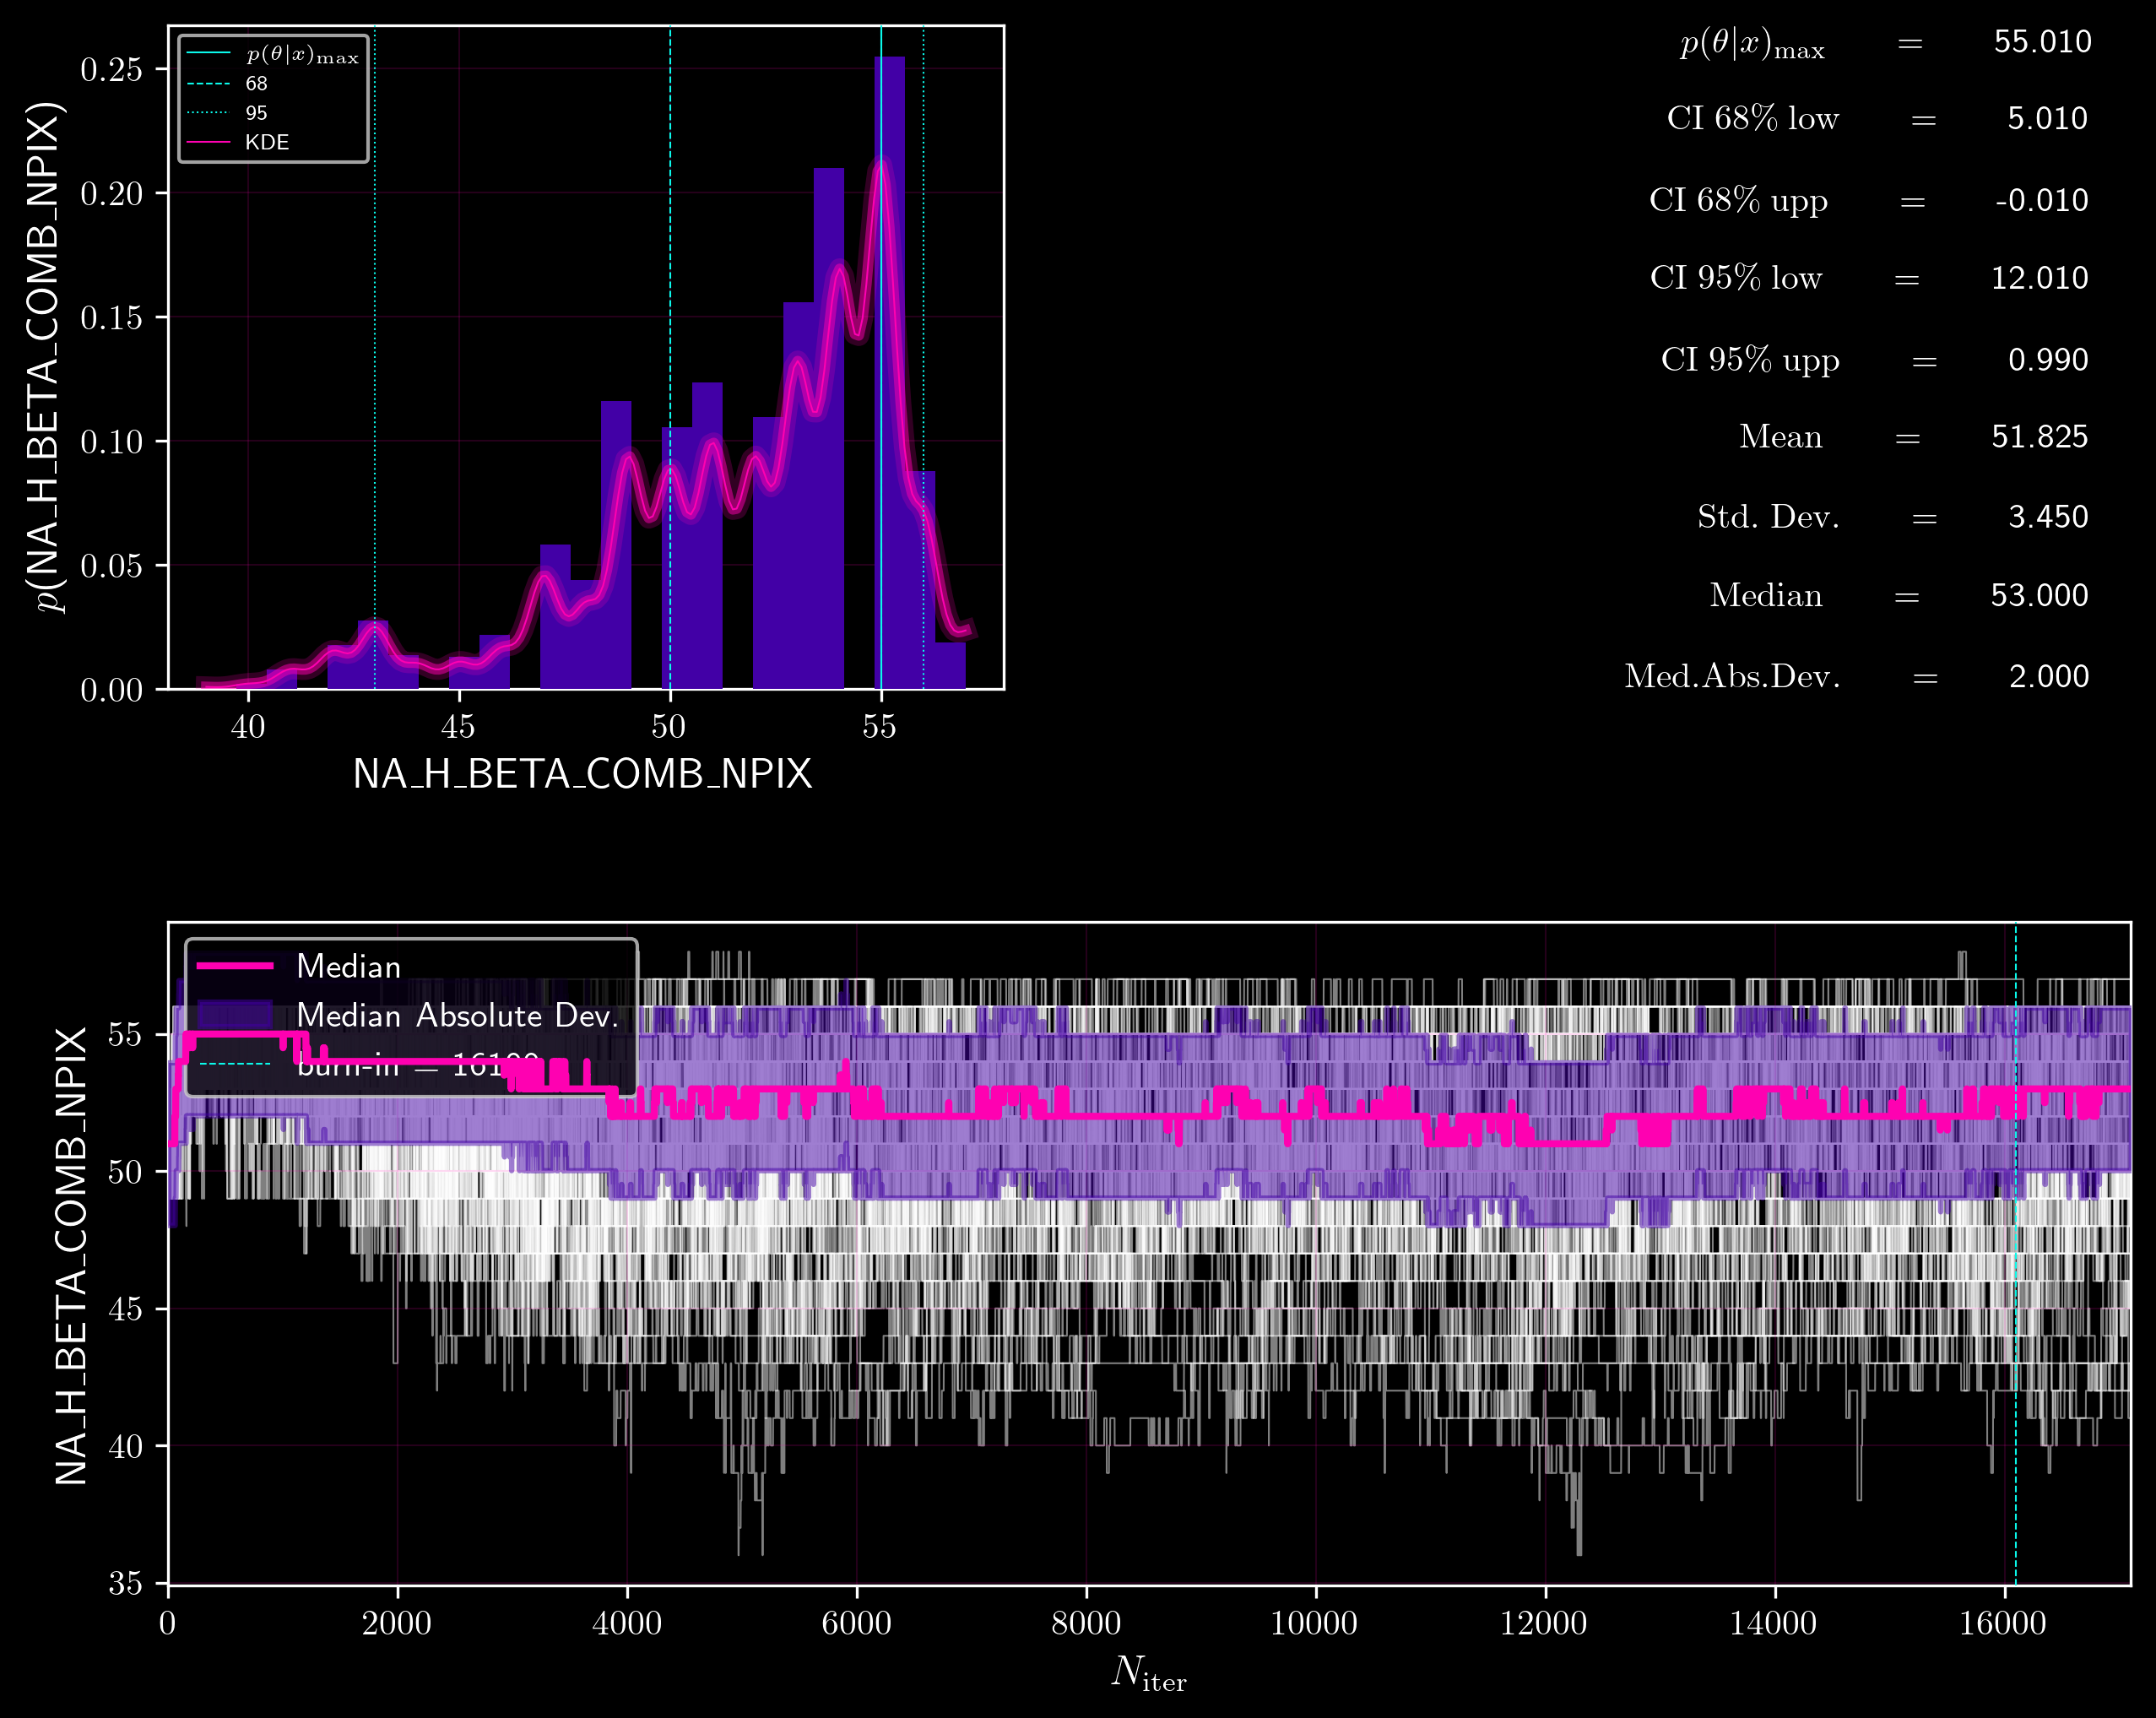 p(NA_H_BETA_COMB_NPIX)
0.25
0.20
0.15
0.10
0.05
0.00
p(θ|x)max
68
95
KDE
40 45 50 55
NA_H_BETA_COMB_NPIX
p(θ|x)max = 55.010
CI 68% low = 5.010
CI 68% upp = -0.010
CI 95% low = 12.010
CI 95% upp = 0.990
Mean = 51.825
Std. Dev. = 3.450
Median = 53.000
Med.Abs.Dev. = 2.000
NA_H_BETA_COMB_NPIX
55
50
45
40
35
Median
Median Absolute Dev.
burn-in = 16100
0 2000 4000 6000 8000 10000 12000 14000 16000
Niter